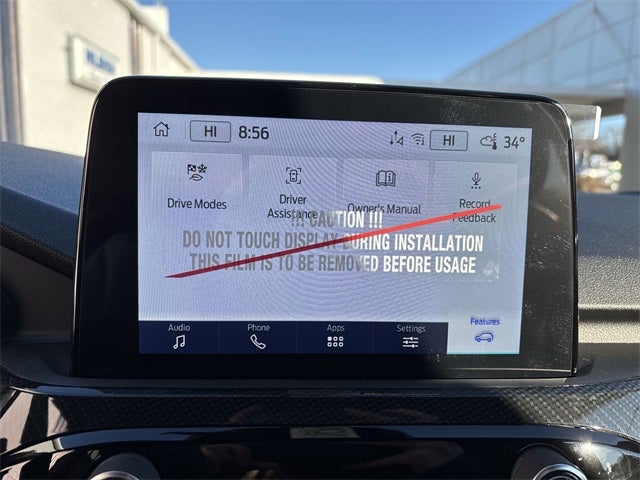 HI 8:56 HI 34°
Drive Modes
Driver
Assistance
Owner's Manual
Record
Feedback
!!! CAUTION !!!
DO NOT TOUCH DISPLAY DURING INSTALLATION
THIS FILM IS TO BE REMOVED BEFORE USAGE
Audio Phone Apps Settings Features